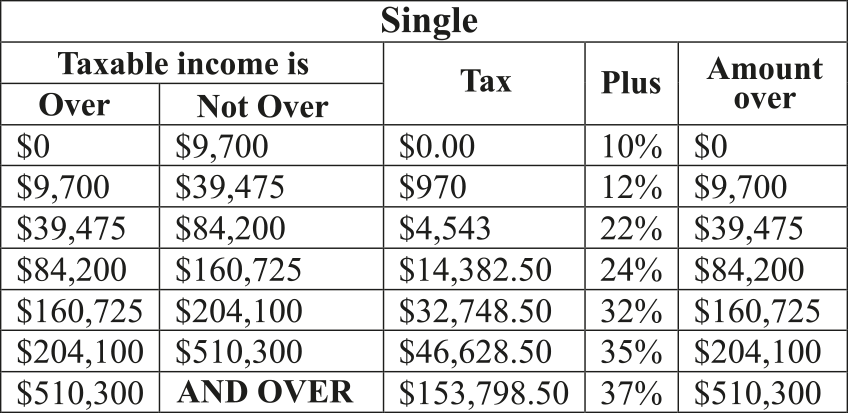 Single
Taxable income is Tax Plus Amount over
Over Not Over
$0 $9,700 $0.00 10% $0
$9,700 $39,475 $970 12% $9,700
$39,475 $84,200 $4,543 22% $39,475
$84,200 $160,725 $14,382.50 24% $84,200
$160,725 $204,100 $32,748.50 32% $160,725
$204,100 $510,300 $46,628.50 35% $204,100
$510,300 AND OVER $153,798.50 37% $510,300